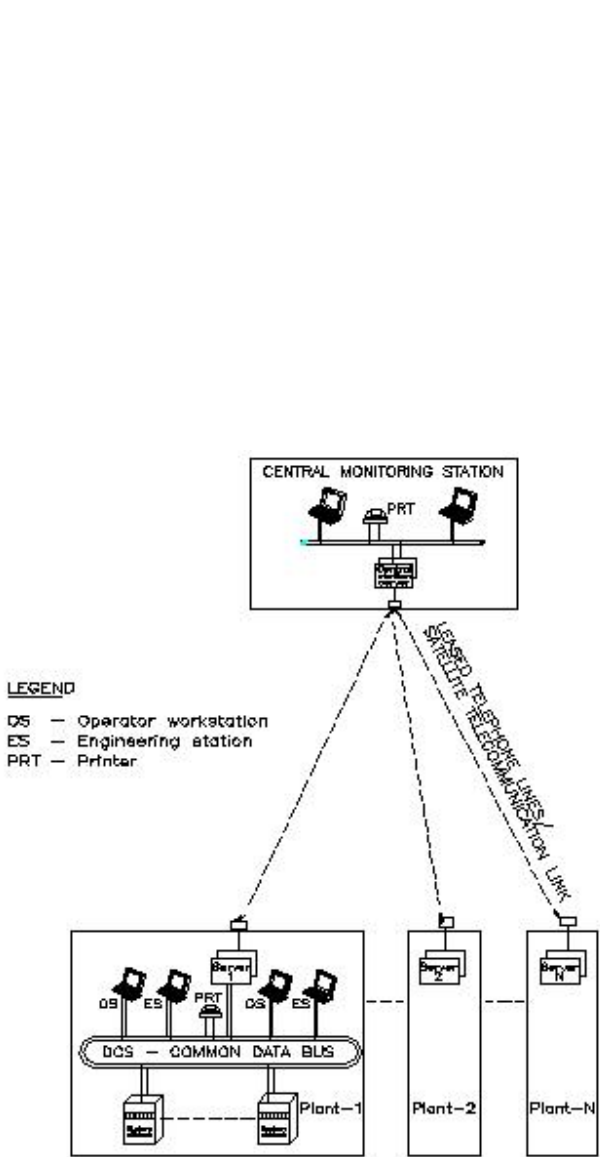 CENTRAL MONITORING STATION
PRT
Central
server
LEASED TELEPHONE LINES/
SATELLITE TELECOMMUNICATION LINK
LEGEND
OS — Operator workstation
ES — Engineering station
PRT — Printer
Server
1
Server
2
Server
N
OS
ES
PRT
OS
ES
DCS — COMMON DATA BUS
Plant-1
Plant-2
Plant-N